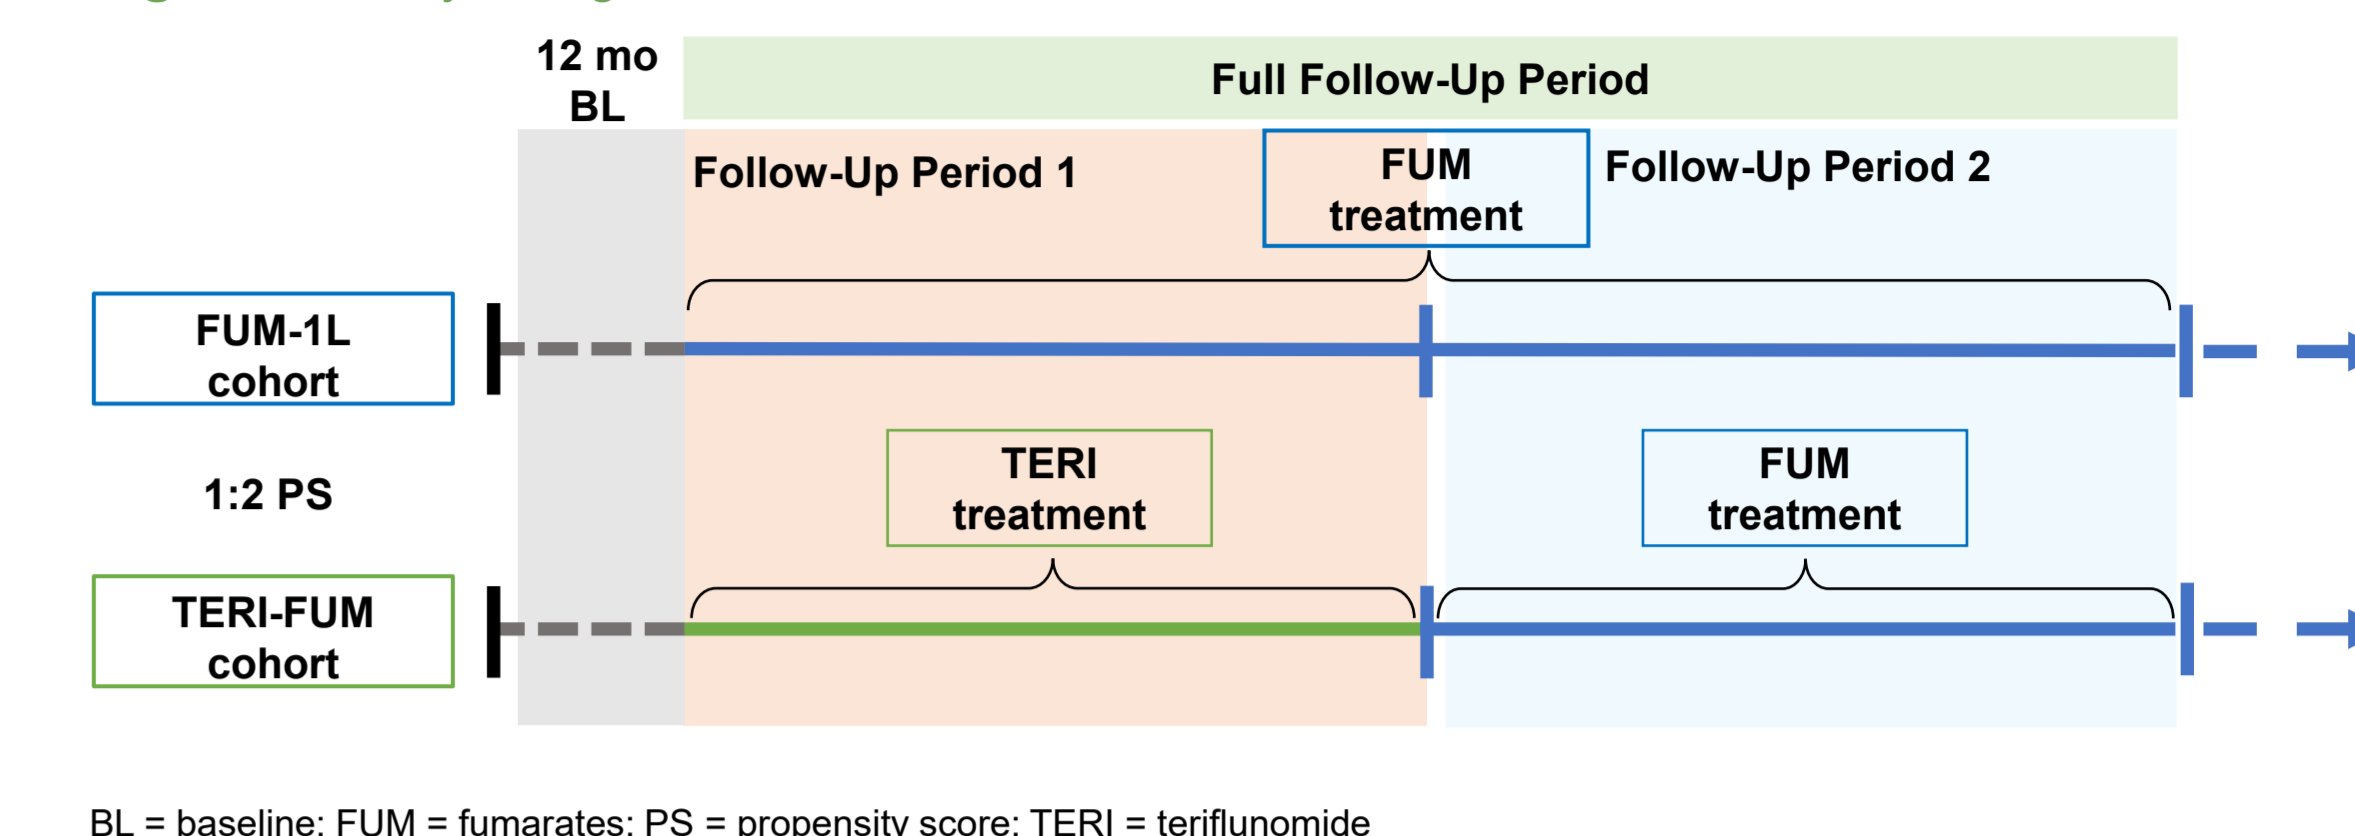 12 mo
BL
Full Follow-Up Period
Follow-Up Period 1
FUM
treatment
Follow-Up Period 2
FUM-1L
cohort
TERI
treatment
FUM
treatment
1:2 PS
TERI-FUM
cohort
BL = baseline; FUM = fumarates; PS = propensity score; TERI = teriflunomide